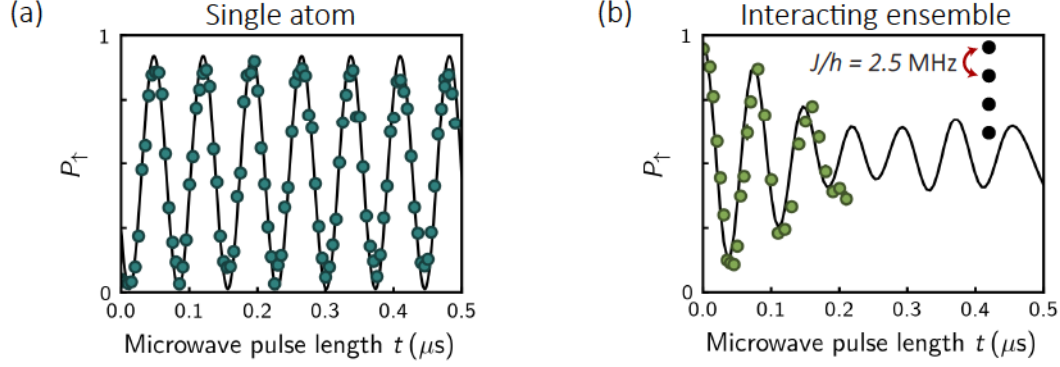 (a) Single atom
1
P↑
0
0.0 0.1 0.2 0.3 0.4 0.5
Microwave pulse length t (μs)
(b) Interacting ensemble
1
J/h = 2.5 MHz
P↑
0
0.0 0.1 0.2 0.3 0.4 0.5
Microwave pulse length t (μs)